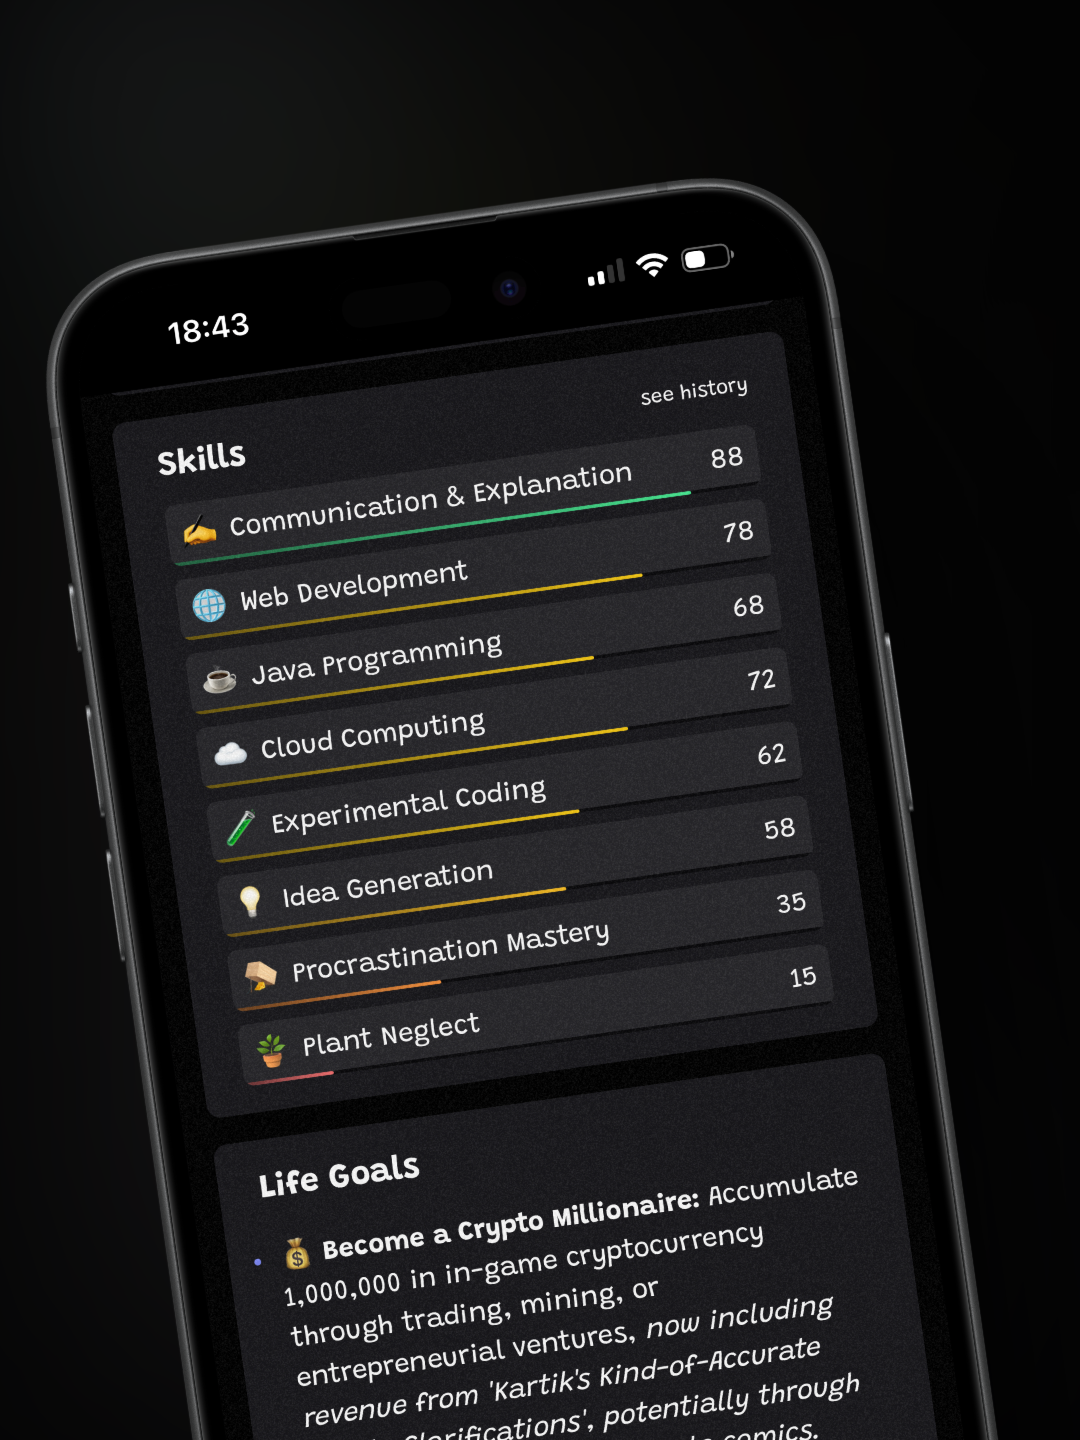 18:43
see history
Skills
Communication & Explanation 88
Web Development 78
Java Programming 68
Cloud Computing 72
Experimental Coding 62
Idea Generation 58
Procrastination Mastery 35
Plant Neglect 15
Life Goals
• 💰 Become a Crypto Millionaire: Accumulate
1,000,000 in in-game cryptocurrency
through trading, mining, or
entrepreneurial ventures, now including
revenue from 'Kartik's Kind-of-Accurate
Clarifications', potentially through
comics.